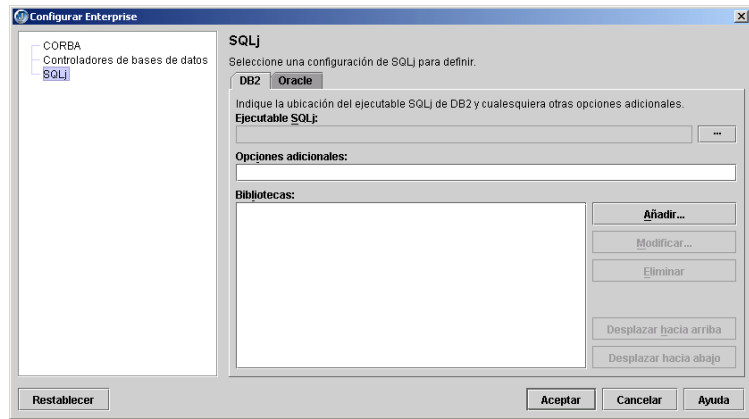 Configurar Enterprise
CORBA
Controladores de bases de datos
SQLj
SQLj
Seleccione una configuración de SQLj para definir.
DB2 Oracle
Indique la ubicación del ejecutable SQLj de DB2 y cualesquiera otras opciones adicionales.
Ejecutable SQLj:
...
Opciones adicionales:
Bibliotecas:
Añadir...
Modificar...
Eliminar
Desplazar hacia arriba
Desplazar hacia abajo
Restablecer
Aceptar Cancelar Ayuda